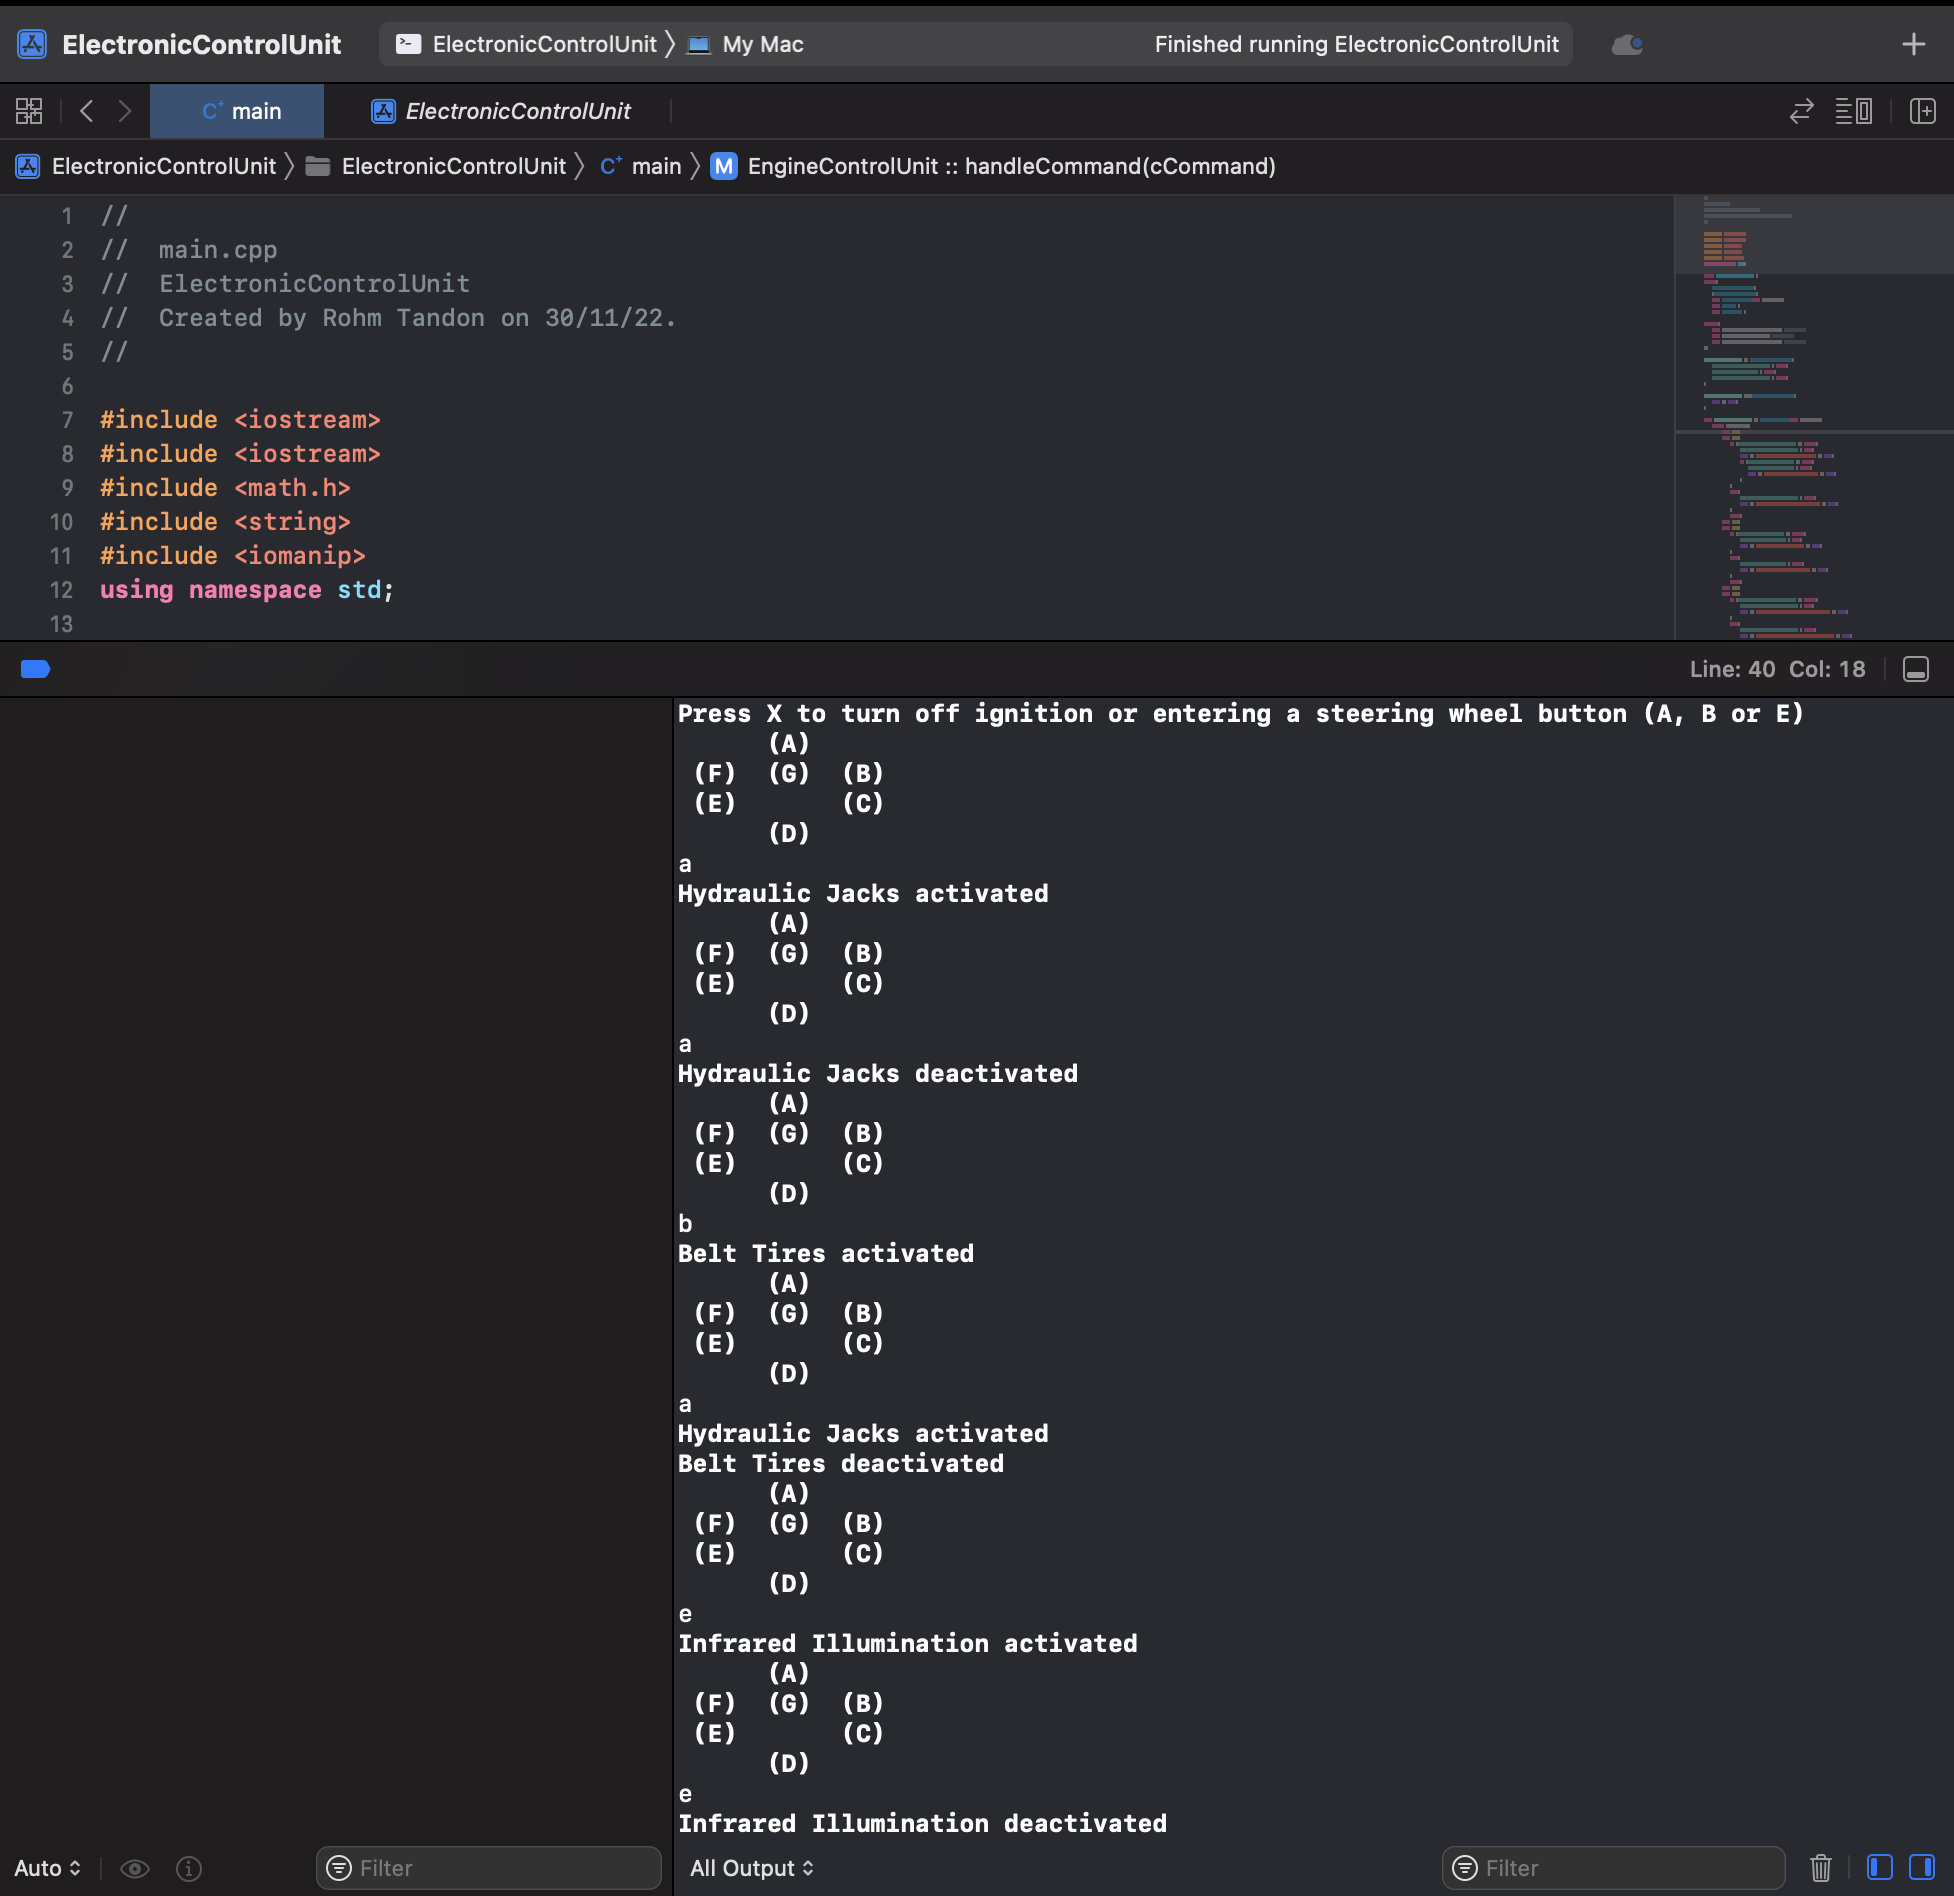 ElectronicControlUnit
ElectronicControlUnit My Mac Finished running ElectronicControlUnit
main ElectronicControlUnit
ElectronicControlUnit ElectronicControlUnit main M EngineControlUnit :: handleCommand(cCommand)
1 //
2 //  main.cpp
3 //  ElectronicControlUnit
4 //  Created by Rohm Tandon on 30/11/22.
5 //
6
7 #include <iostream>
8 #include <iostream>
9 #include <math.h>
10 #include <string>
11 #include <iomanip>
12 using namespace std;
13
Line: 40 Col: 18
Press X to turn off ignition or entering a steering wheel button (A, B or E)
(A)
(F) (G) (B)
(E) (C)
(D)
a
Hydraulic Jacks activated
(A)
(F) (G) (B)
(E) (C)
(D)
a
Hydraulic Jacks deactivated
(A)
(F) (G) (B)
(E) (C)
(D)
b
Belt Tires activated
(A)
(F) (G) (B)
(E) (C)
(D)
a
Hydraulic Jacks activated
Belt Tires deactivated
(A)
(F) (G) (B)
(E) (C)
(D)
e
Infrared Illumination activated
(A)
(F) (G) (B)
(E) (C)
(D)
e
Infrared Illumination deactivated
Auto Filter All Output Filter